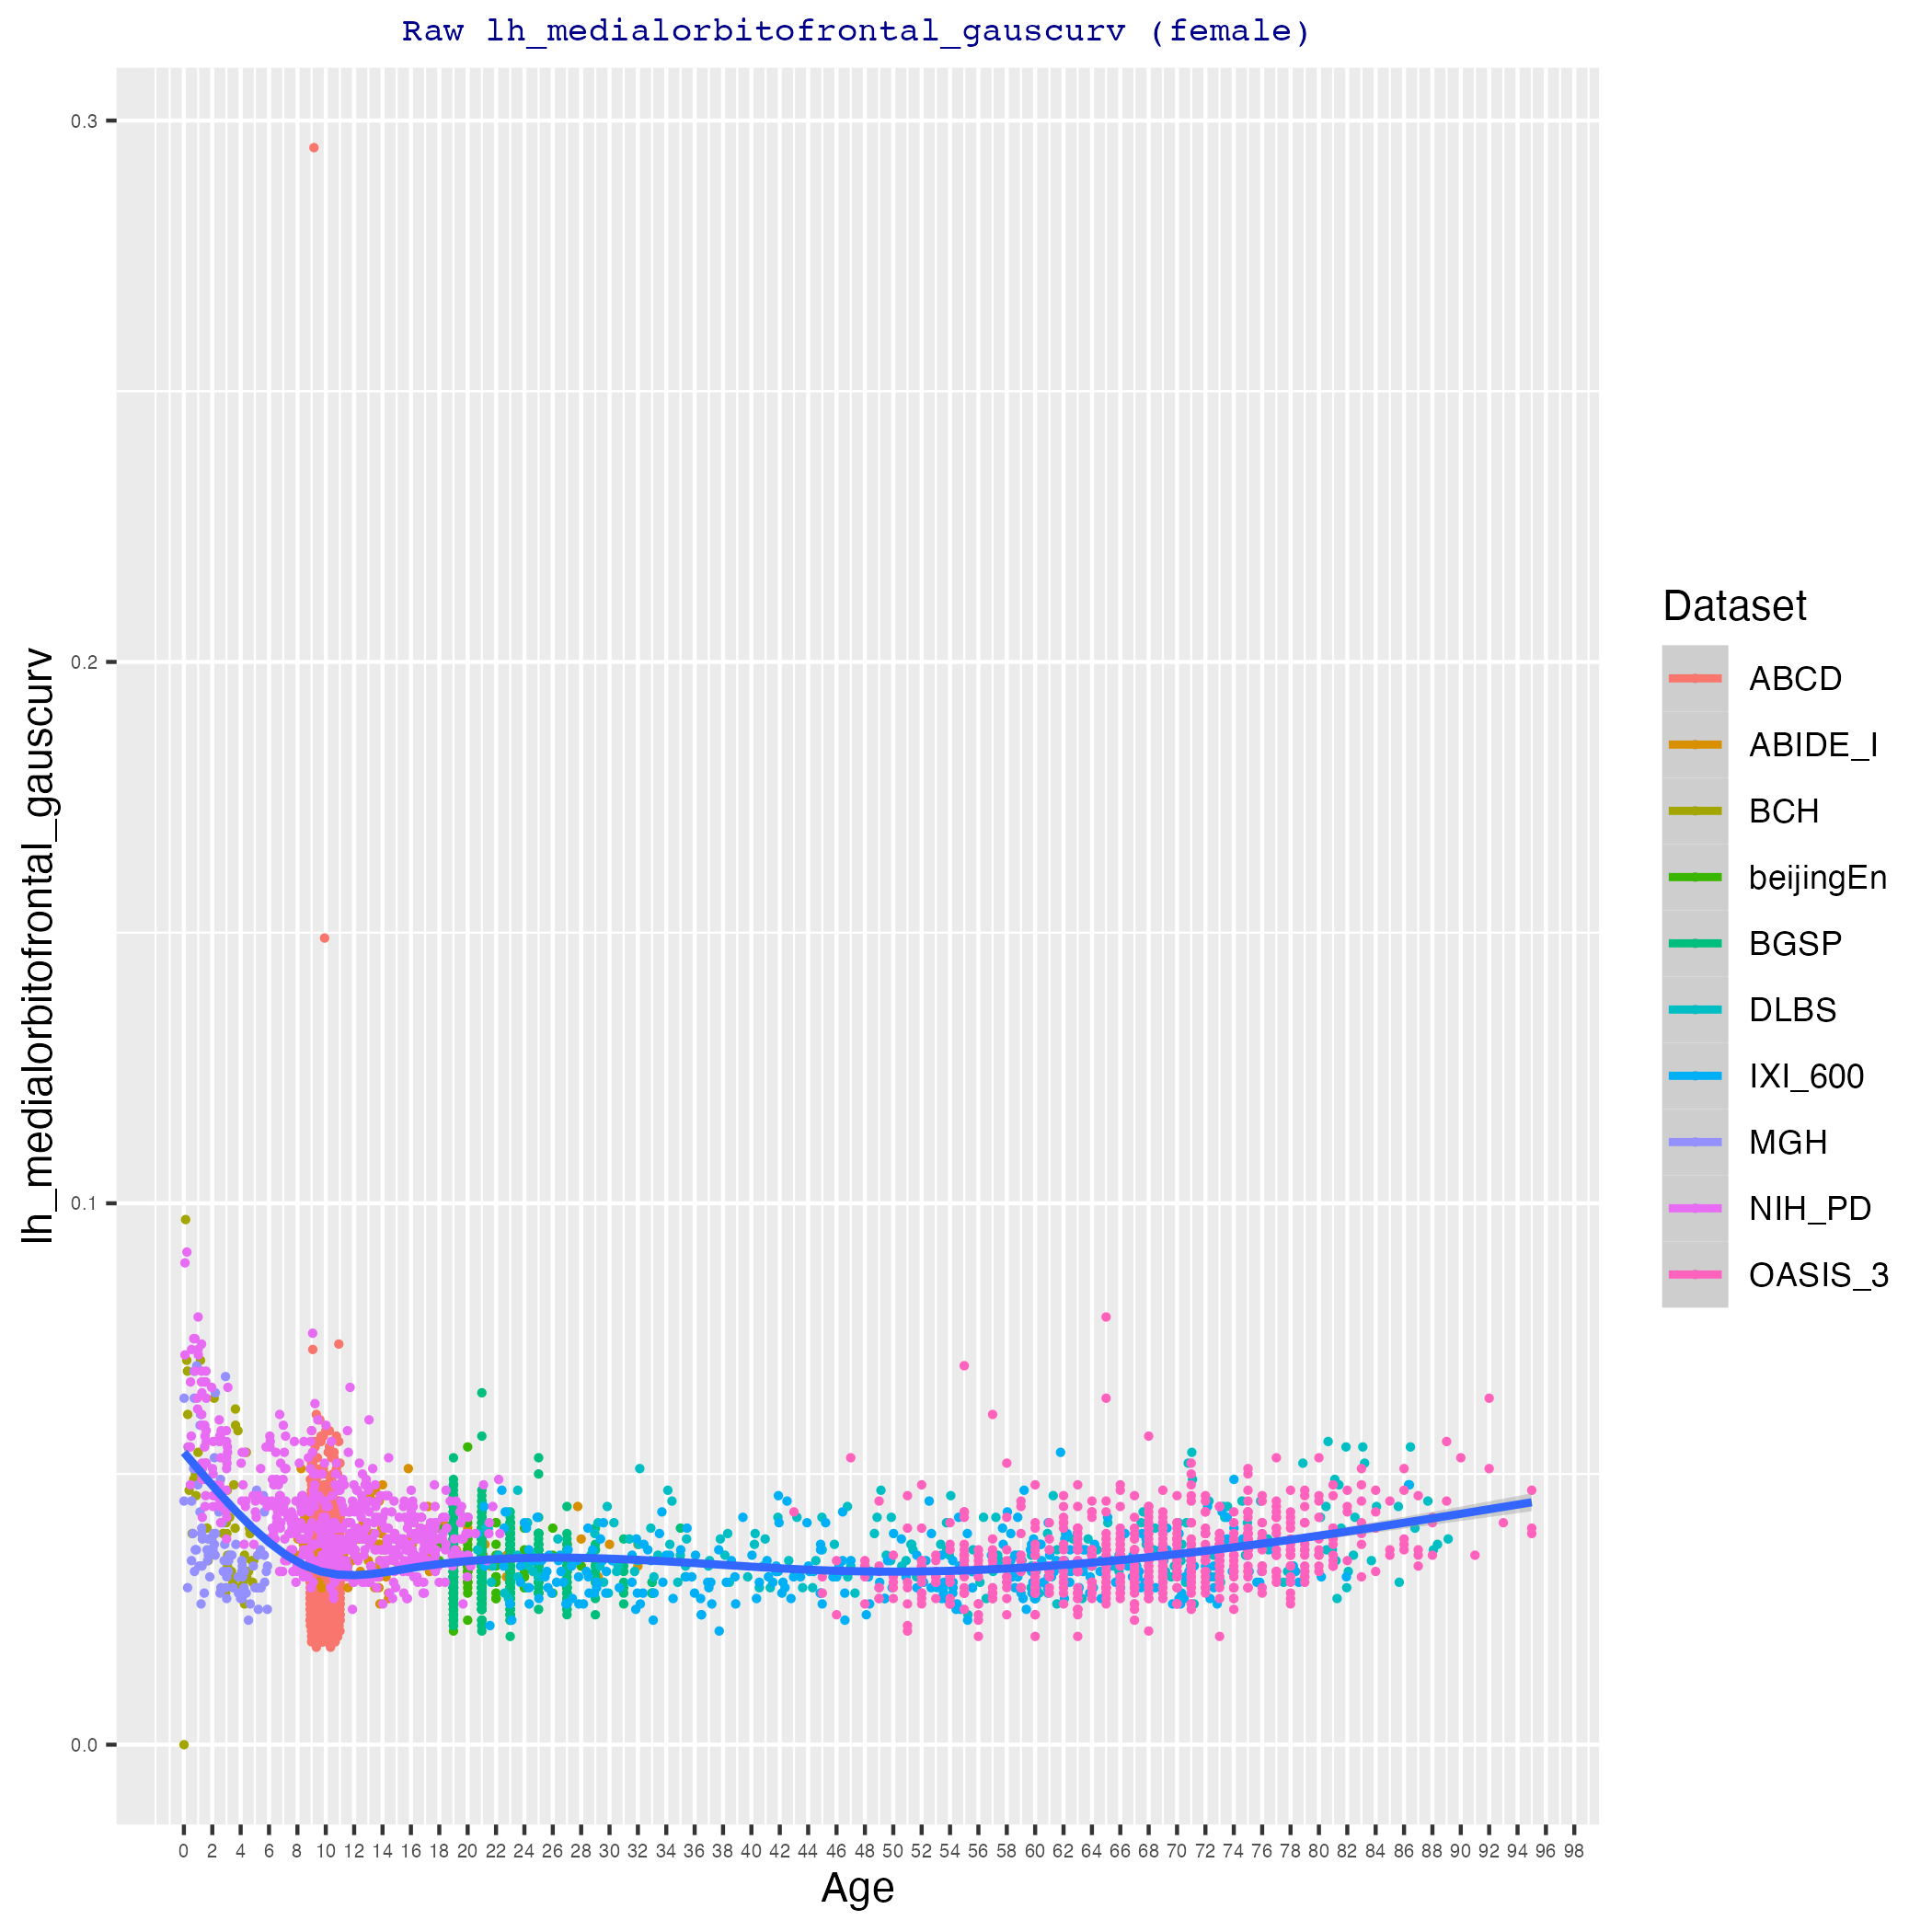 Raw lh_medialorbitofrontal_gauscurv (female)
lh_medialorbitofrontal_gauscurv
0.3
0.2
0.1
0.0
0 2 4 6 8 10 12 14 16 18 20 22 24 26 28 30 32 34 36 38 40 42 44 46 48 50 52 54 56 58 60 62 64 66 68 70 72 74 76 78 80 82 84 86 88 90 92 94 96 98
Age
Dataset
ABCD
ABIDE_I
BCH
beijingEn
BGSP
DLBS
IXI_600
MGH
NIH_PD
OASIS_3